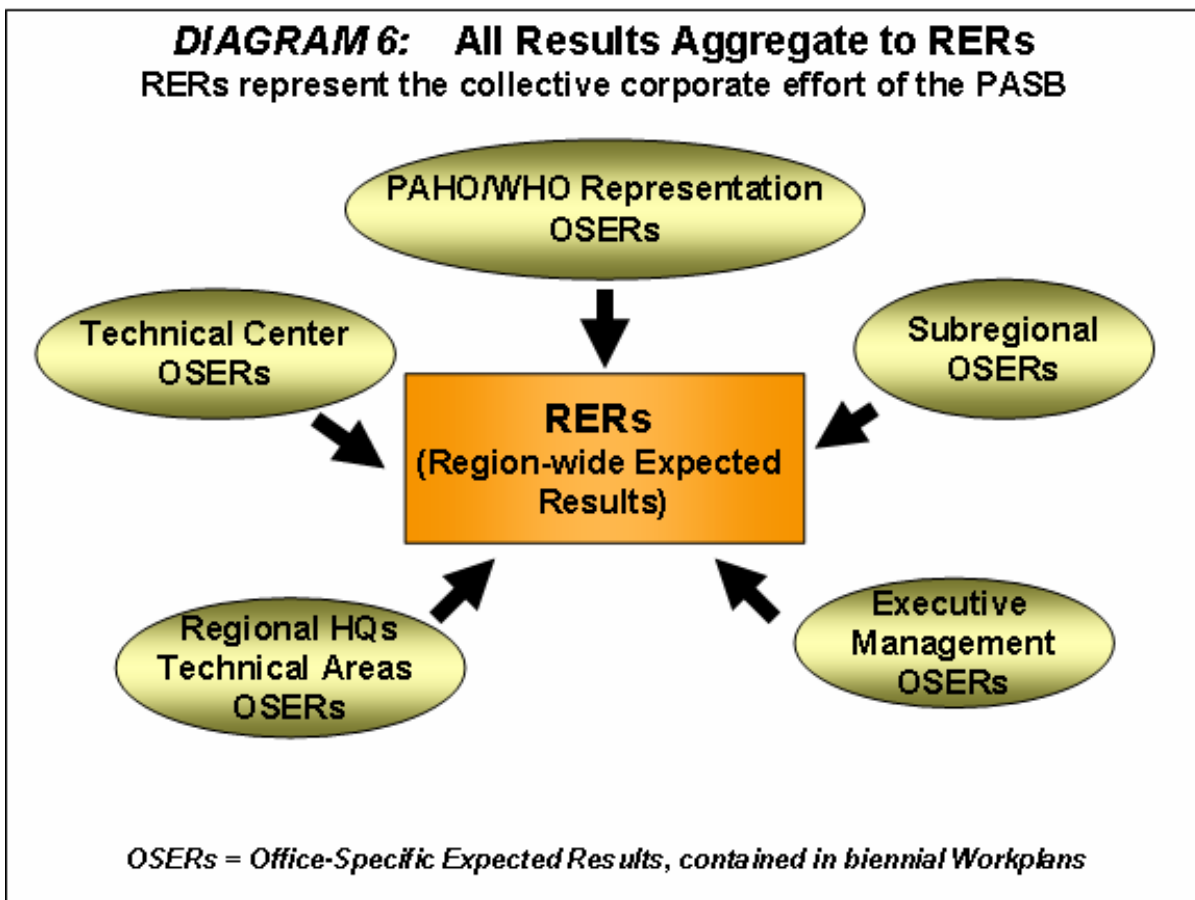 DIAGRAM 6: All Results Aggregate to RERs
RERs represent the collective corporate effort of the PASB
PAHO/WHO Representation
OSERs
Technical Center
OSERs
Subregional
OSERs
RERs
(Region-wide Expected
Results)
Regional HQs
Technical Areas
OSERs
Executive
Management
OSERs
OSERs = Office-Specific Expected Results, contained in biennial Workplans